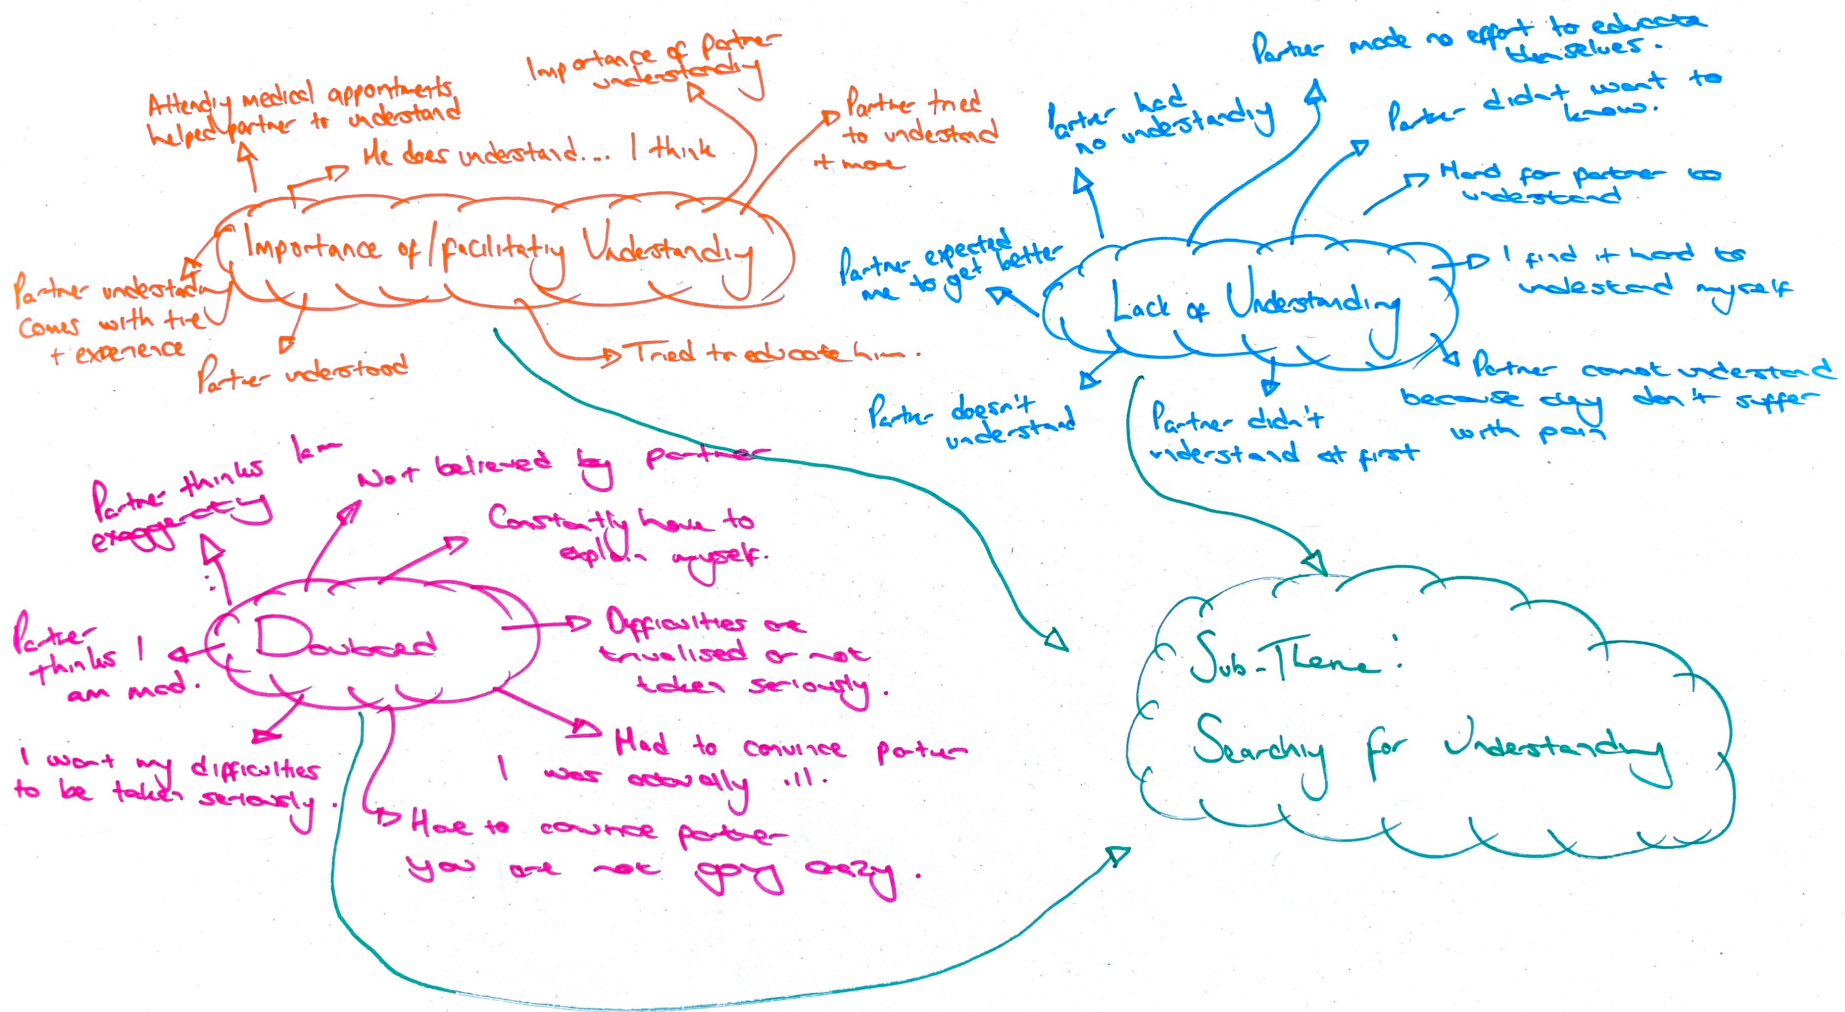 Importance of partner
understanding
Attending medical appointments
helped partner to understand
He does understand... I think
Partner tried
to understand
it more
Importance of/facilitating Understanding
Partner understanding
comes with time
+ experience
Partner understood
Tried to educate him.
Partner made no effort to educate
themselves.
Partner had
no understanding
Partner didn't want to
know.
Hard for partner to
understand
Partner expected
me to get better
I find it hard to
understand myself
Lack of Understanding
Partner cannot understand
because they don't suffer
with pain
Partner doesn't
understand
Partner didn't
understand at first
Partner thinks I am
exaggerating
Not believed by partner
Constantly have to
explain myself.
Doubted
Partner
thinks I
am mad.
Difficulties are
trivialised or not
taken seriously.
I want my difficulties
to be taken seriously.
Had to convince partner
I was actually ill.
Have to convince partner
you are not going crazy.
Sub-Theme:
Searching for Understanding